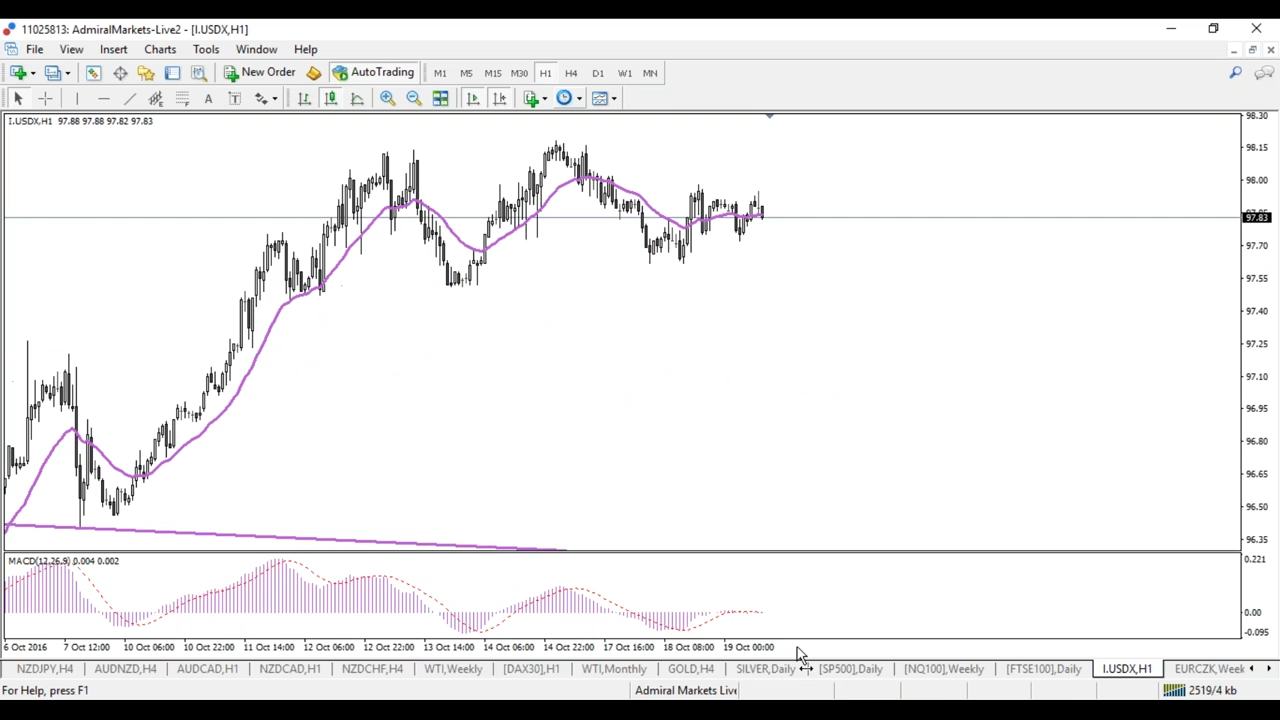 11025813: AdmiralMarkets-Live2 - [I.USDX,H1]
File View Insert Charts Tools Window Help
New Order AutoTrading M1 M5 M15 M30 H1 H4 D1 W1 MN
A T
I.USDX,H1 97.88 97.88 97.82 97.83
98.30
98.15
98.00
97.83
97.70
97.55
97.40
97.25
97.10
96.95
96.80
96.65
96.50
96.35
MACD(12,26,9) 0.004 0.002
0.221
0.00
-0.095
6 Oct 2016 7 Oct 12:00 10 Oct 06:00 10 Oct 22:00 11 Oct 14:00 12 Oct 06:00 12 Oct 22:00 13 Oct 14:00 14 Oct 06:00 14 Oct 22:00 17 Oct 16:00 18 Oct 08:00 19 Oct 00:00
NZDJPY,H4 AUDNZD,H4 AUDCAD,H1 NZDCAD,H1 NZDCHF,H4 WTI,Weekly [DAX30],H1 WTI,Monthly GOLD,H4 SILVER,Daily [SP500],Daily [NQ100],Weekly [FTSE100],Daily I.USDX,H1 EURCZK,Week
For Help, press F1 Admiral Markets Live 2519/4 kb